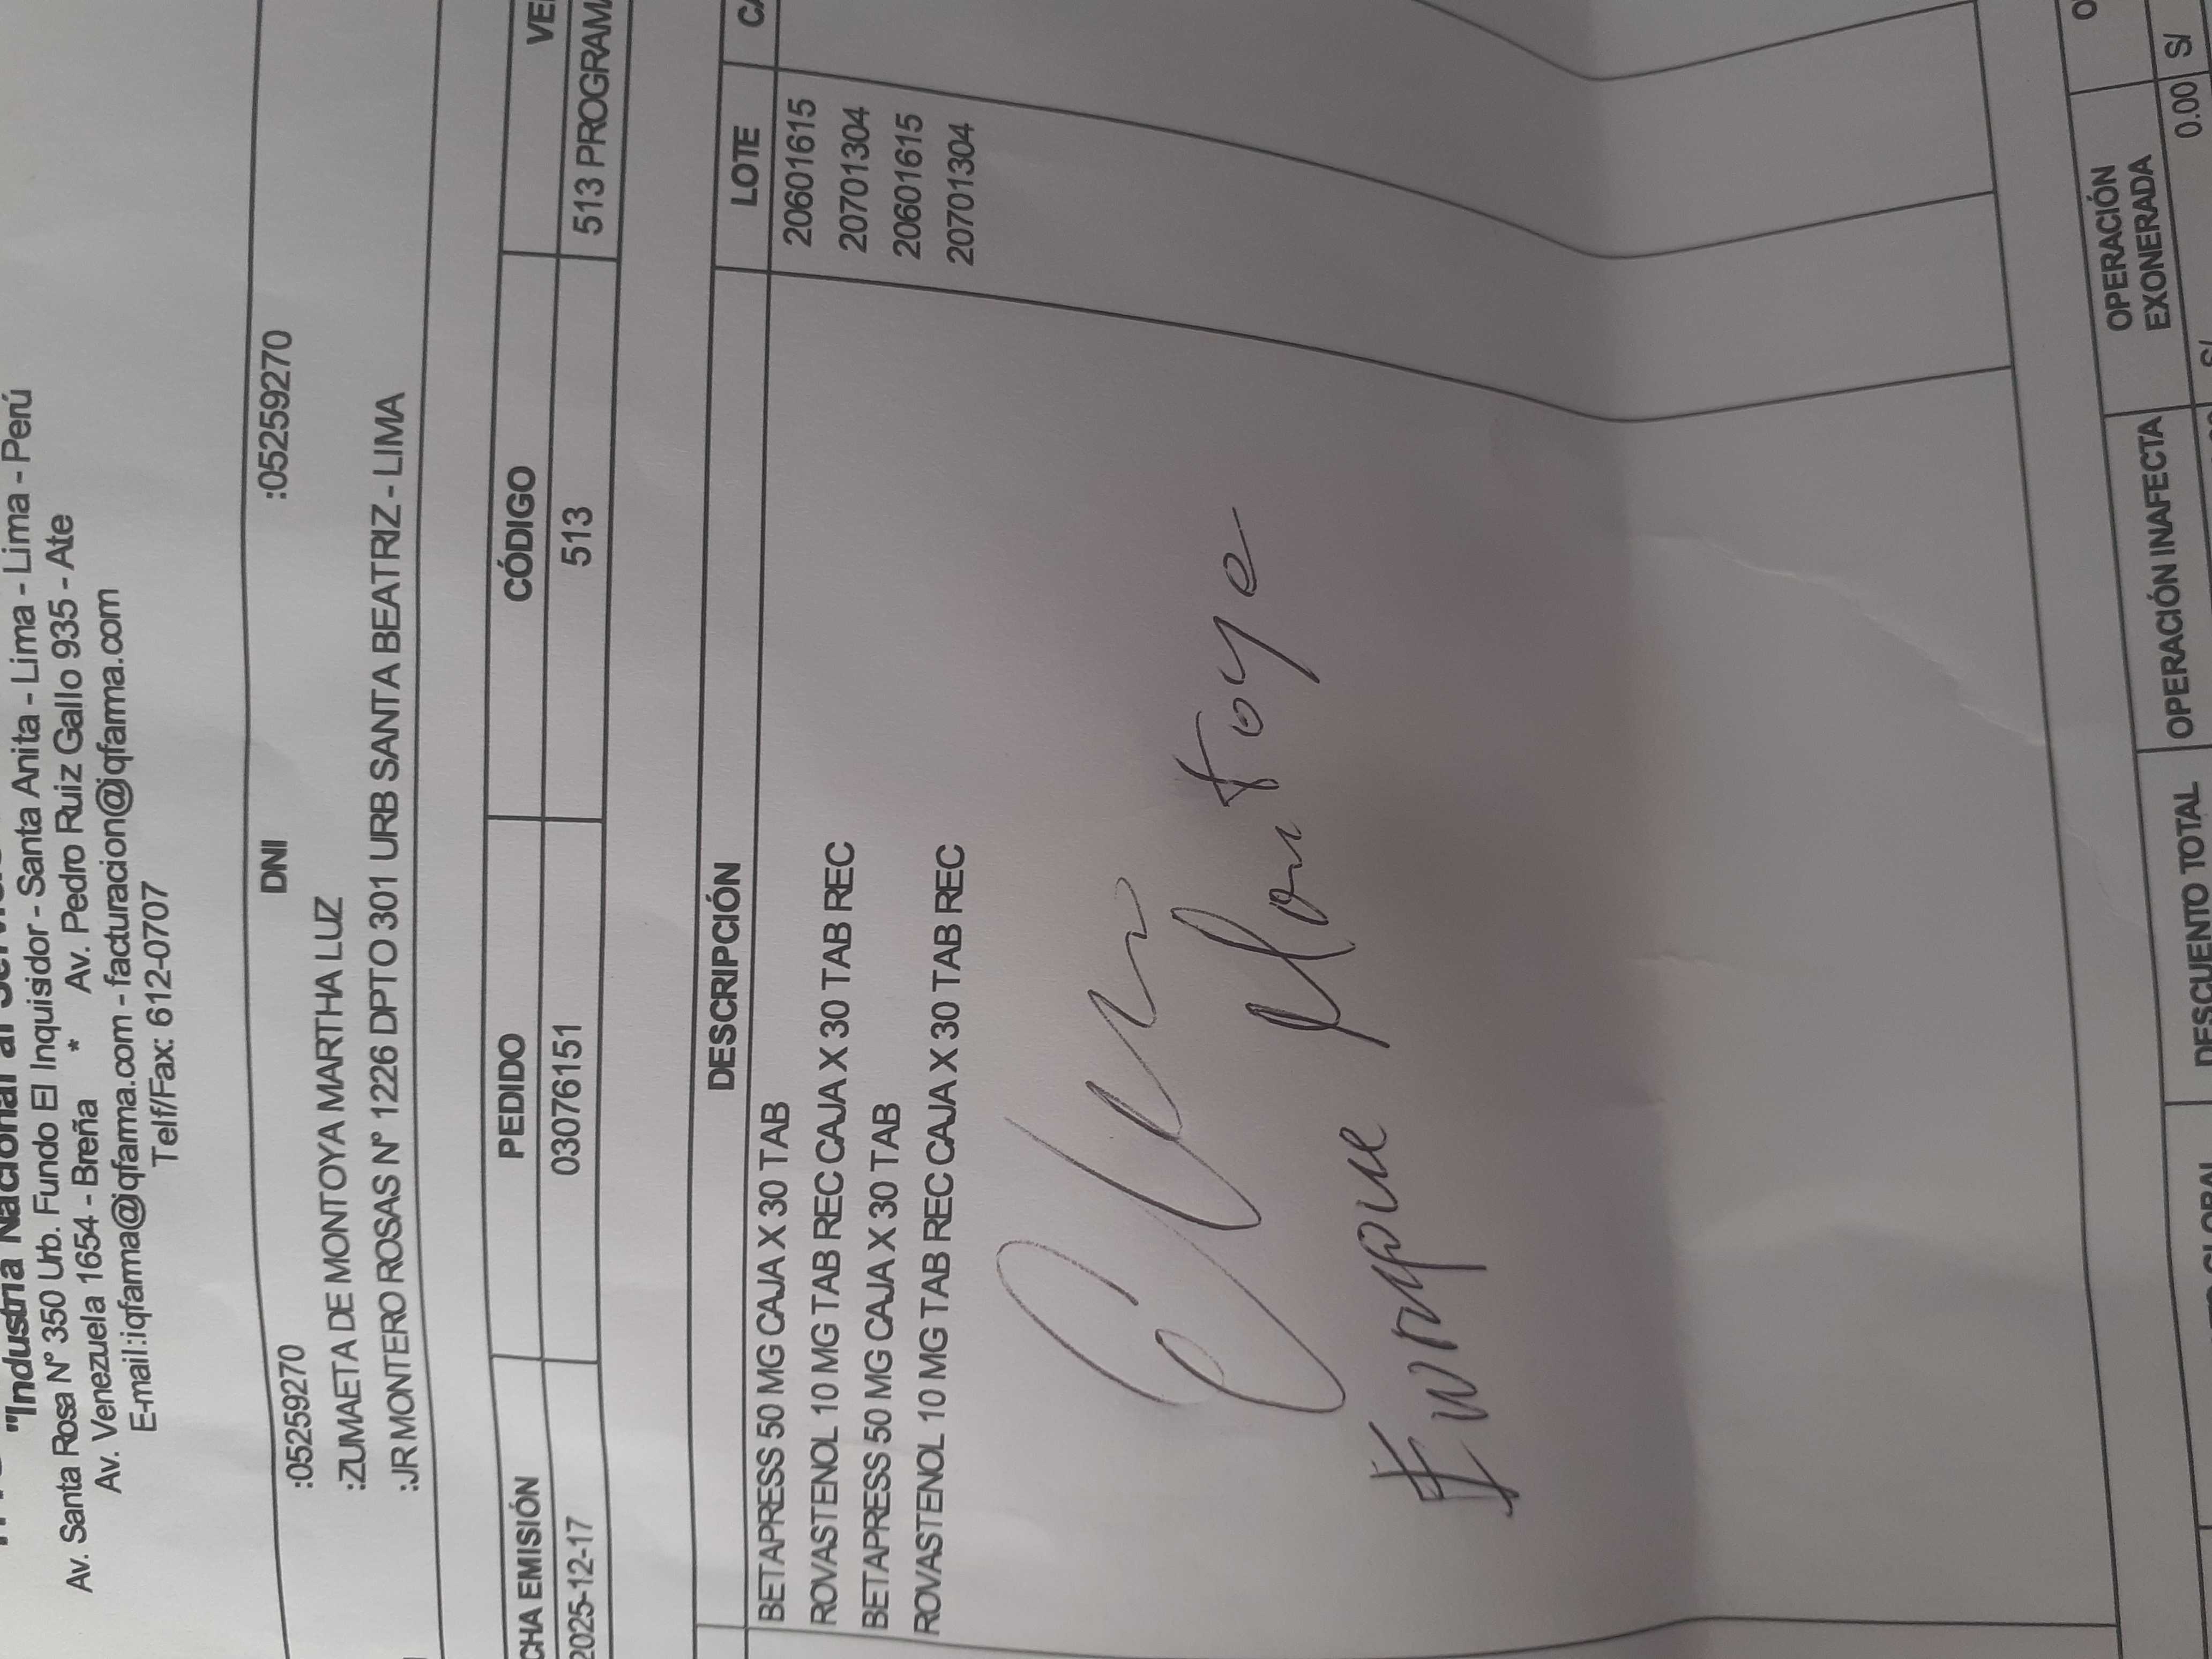 "Industria Nacional al
Av. Santa Rosa N° 350 Urb. Fundo El Inquisidor - Santa Anita - Lima - Lima - Perú
Av. Venezuela 1654 - Breña * Av. Pedro Ruiz Gallo 935 - Ate
E-mail:iqfarma@iqfarma.com - facturacion@iqfarma.com
Telf/Fax: 612-0707
:05259270 DNI :05259270
:ZUMAETA DE MONTOYA MARTHA LUZ
:JR MONTERO ROSAS N° 1226 DPTO 301 URB SANTA BEATRIZ - LIMA
CHA EMISIÓN PEDIDO CÓDIGO VE
2025-12-17 03076151 513 513 PROGRAM
DESCRIPCIÓN LOTE CA
BETAPRESS 50 MG CAJA X 30 TAB 20601615
ROVASTENOL 10 MG TAB REC CAJA X 30 TAB REC 20701304
BETAPRESS 50 MG CAJA X 30 TAB 20601615
ROVASTENOL 10 MG TAB REC CAJA X 30 TAB REC 20701304
Montoya
GLOBAL DESCUENTO TOTAL OPERACIÓN INAFECTA OPERACIÓN EXONERADA O
S/ 0.00 S/